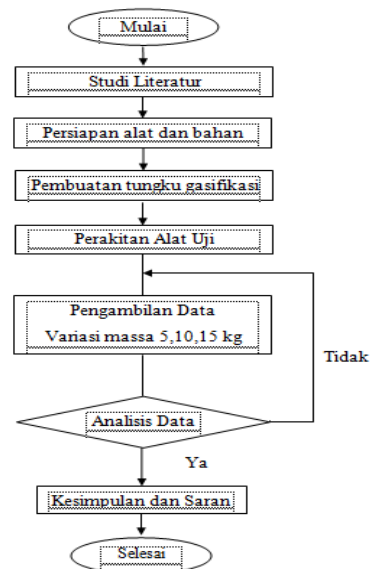 Mulai
Studi Literatur
Persiapan alat dan bahan
Pembuatan tungku gasifikasi
Perakitan Alat Uji
Pengambilan Data
Variasi massa 5,10,15 kg
Tidak
Analisis Data
Ya
Kesimpulan dan Saran
Selesai